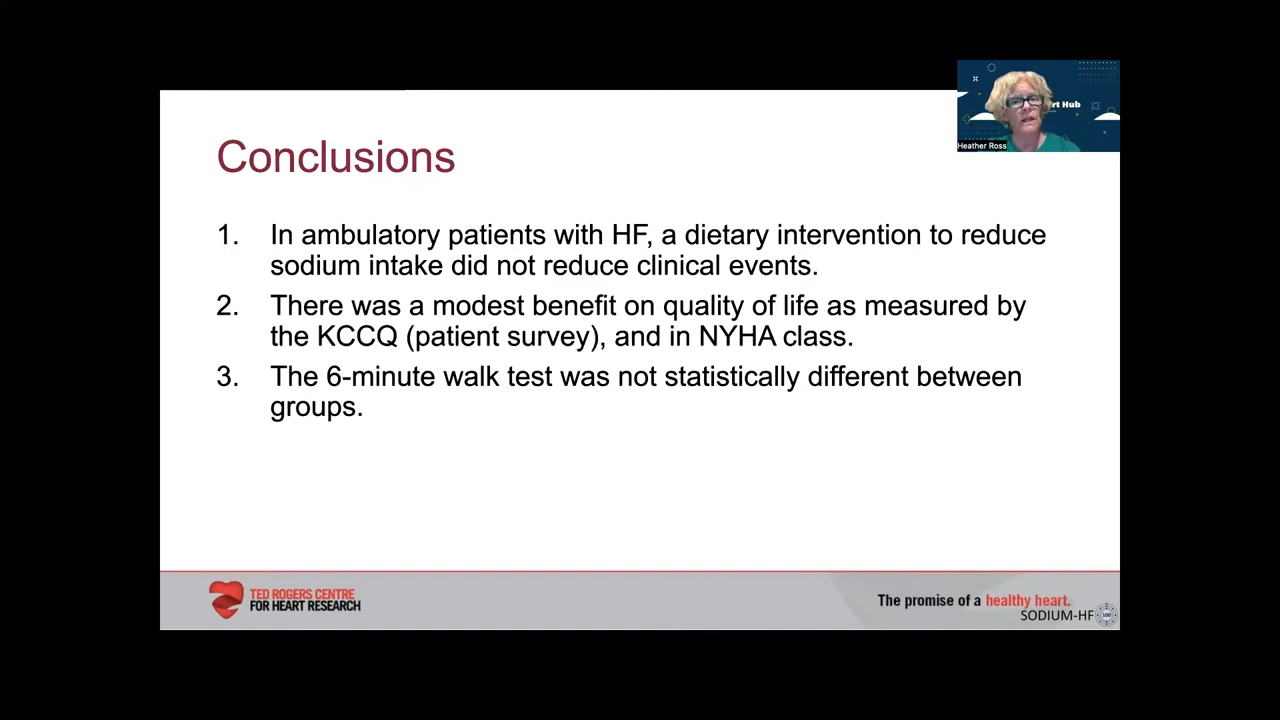 rt Hub
Heather Ross
Conclusions
1. In ambulatory patients with HF, a dietary intervention to reduce
sodium intake did not reduce clinical events.
2. There was a modest benefit on quality of life as measured by
the KCCQ (patient survey), and in NYHA class.
3. The 6-minute walk test was not statistically different between
groups.
TED ROGERS CENTRE
FOR HEART RESEARCH
The promise of a healthy heart.
SODIUM-HF